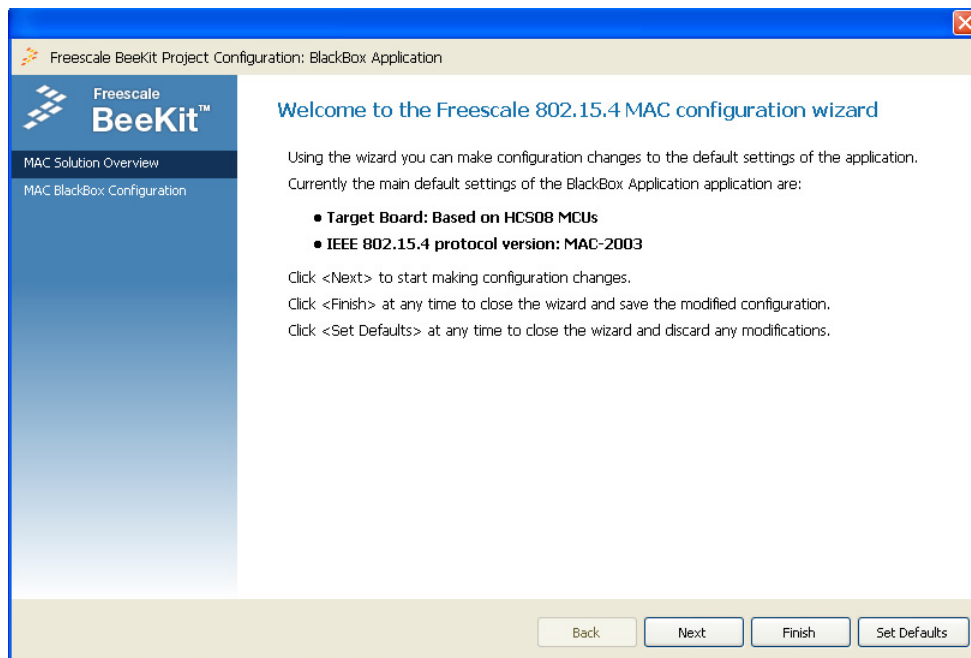 Freescale BeeKit Project Configuration: BlackBox Application
Freescale
BeeKit™
MAC Solution Overview
MAC BlackBox Configuration
Welcome to the Freescale 802.15.4 MAC configuration wizard
Using the wizard you can make configuration changes to the default settings of the application.
Currently the main default settings of the BlackBox Application application are:
● Target Board: Based on HCS08 MCUs
● IEEE 802.15.4 protocol version: MAC-2003
Click <Next> to start making configuration changes.
Click <Finish> at any time to close the wizard and save the modified configuration.
Click <Set Defaults> at any time to close the wizard and discard any modifications.
Back
Next
Finish
Set Defaults